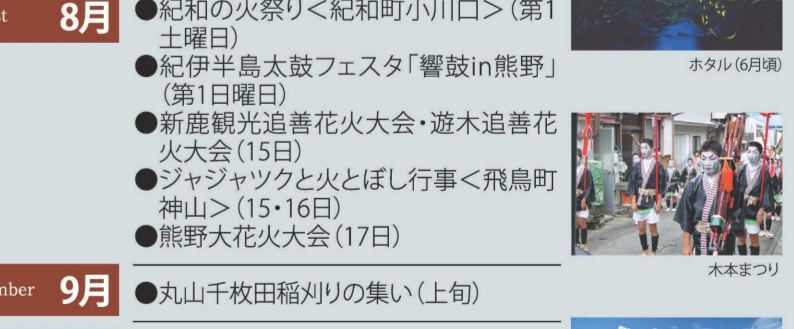 st
8月
●紀和の火祭り＜紀和町小川口＞（第1
土曜日）
●紀伊半島太鼓フェスタ「響鼓in熊野」
（第1日曜日）
●新鹿観光追善花火大会・遊木追善花
火大会（15日）
●ジャジャツクと火とぼし行事＜飛鳥町
神山＞（15・16日）
●熊野大花火大会（17日）
ホタル（6月頃）
木本まつり
mber
9月
●丸山千枚田稲刈りの集い（上旬）